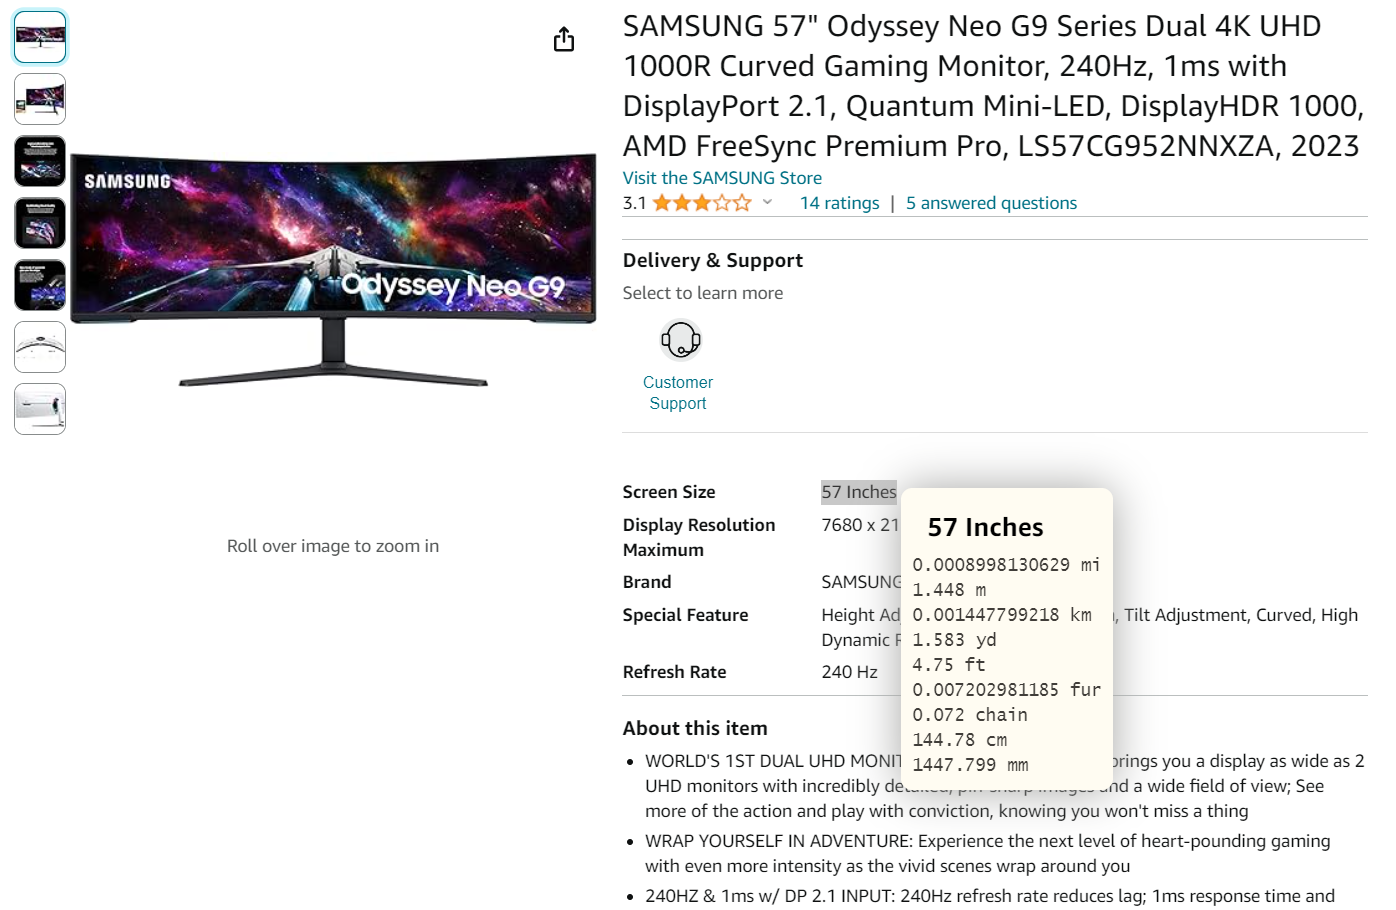 SAMSUNG 57" Odyssey Neo G9 Series Dual 4K UHD
1000R Curved Gaming Monitor, 240Hz, 1ms with
DisplayPort 2.1, Quantum Mini-LED, DisplayHDR 1000,
AMD FreeSync Premium Pro, LS57CG952NNXZA, 2023
Visit the SAMSUNG Store
3.1 14 ratings | 5 answered questions
SAMSUNG
Odyssey Neo G9
Roll over image to zoom in
Delivery & Support
Select to learn more
Customer
Support
Screen Size 57 Inches
Display Resolution 7680 x 21
Maximum
Brand SAMSUNG
Special Feature Height Ad , Tilt Adjustment, Curved, High
Dynamic
Refresh Rate 240 Hz
57 Inches
0.0008998130629 mi
1.448 m
0.001447799218 km
1.583 yd
4.75 ft
0.007202981185 fur
0.072 chain
144.78 cm
1447.799 mm
About this item
WORLD'S 1ST DUAL UHD MONIT brings you a display as wide as 2
UHD monitors with incredibly detailed, pin-sharp images and a wide field of view; See
more of the action and play with conviction, knowing you won't miss a thing
WRAP YOURSELF IN ADVENTURE: Experience the next level of heart-pounding gaming
with even more intensity as the vivid scenes wrap around you
240HZ & 1ms w/ DP 2.1 INPUT: 240Hz refresh rate reduces lag; 1ms response time and